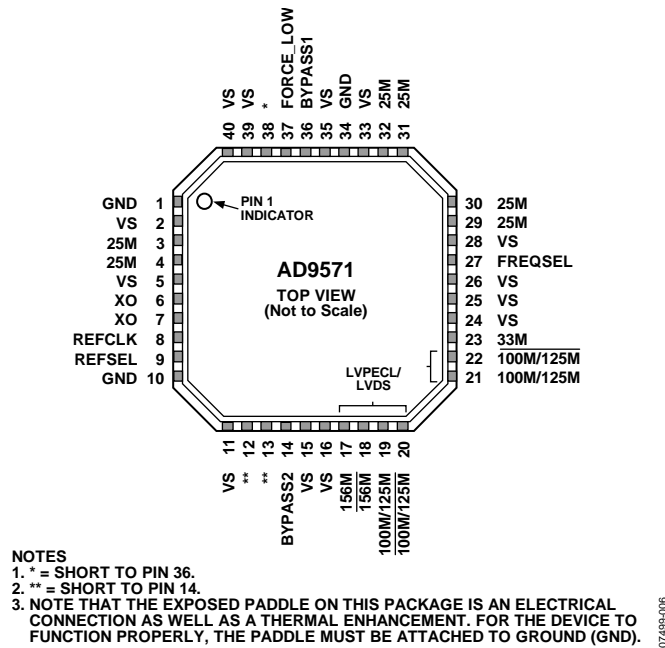 40 VS
39 VS
38 *
37 FORCE_LOW
36 BYPASS1
35 VS
34 GND
33 VS
32 25M
31 25M
GND 1
VS 2
25M 3
25M 4
VS 5
XO 6
XO 7
REFCLK 8
REFSEL 9
GND 10
PIN 1
INDICATOR
AD9571
TOP VIEW
(Not to Scale)
LVPECL/
LVDS
30 25M
29 25M
28 VS
27 FREQSEL
26 VS
25 VS
24 VS
23 33M
22 100M/125M
21 100M/125M
VS 11
** 12
** 13
BYPASS2 14
VS 15
VS 16
156M 17
156M 18
100M/125M 19
100M/125M 20
NOTES
1. * = SHORT TO PIN 36.
2. ** = SHORT TO PIN 14.
3. NOTE THAT THE EXPOSED PADDLE ON THIS PACKAGE IS AN ELECTRICAL
CONNECTION AS WELL AS A THERMAL ENHANCEMENT. FOR THE DEVICE TO
FUNCTION PROPERLY, THE PADDLE MUST BE ATTACHED TO GROUND (GND).
07499-006